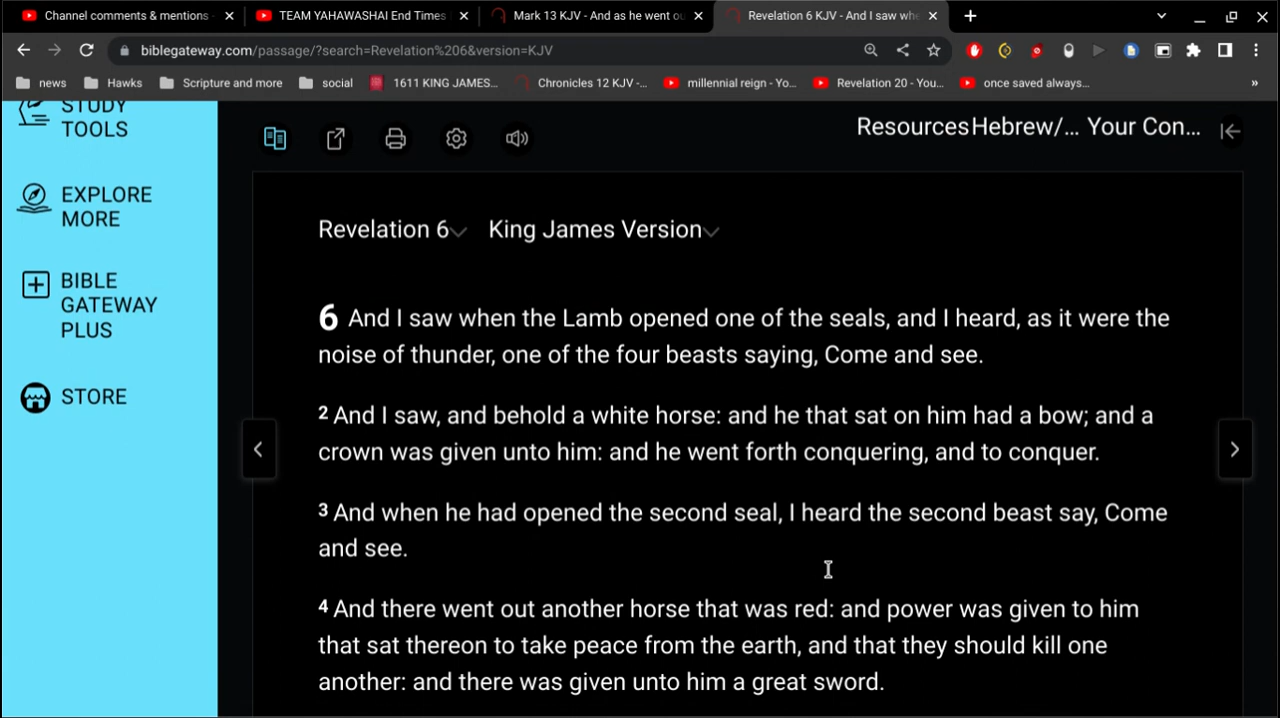 Channel comments & mentions -
TEAM YAHAWASHAI End Times
Mark 13 KJV - And as he went ou
Revelation 6 KJV - And I saw whe
biblegateway.com/passage/?search=Revelation%206&version=KJV
news
Hawks
Scripture and more
social
1611 KING JAMES...
Chronicles 12 KJV -...
millennial reign - Yo...
Revelation 20 - You...
once saved always...
»
STUDY
TOOLS
EXPLORE
MORE
BIBLE
GATEWAY
PLUS
STORE
Resources Hebrew/... Your Con...
Revelation 6 King James Version
6 And I saw when the Lamb opened one of the seals, and I heard, as it were the
noise of thunder, one of the four beasts saying, Come and see.
2 And I saw, and behold a white horse: and he that sat on him had a bow; and a
crown was given unto him: and he went forth conquering, and to conquer.
3 And when he had opened the second seal, I heard the second beast say, Come
and see.
4 And there went out another horse that was red: and power was given to him
that sat thereon to take peace from the earth, and that they should kill one
another: and there was given unto him a great sword.